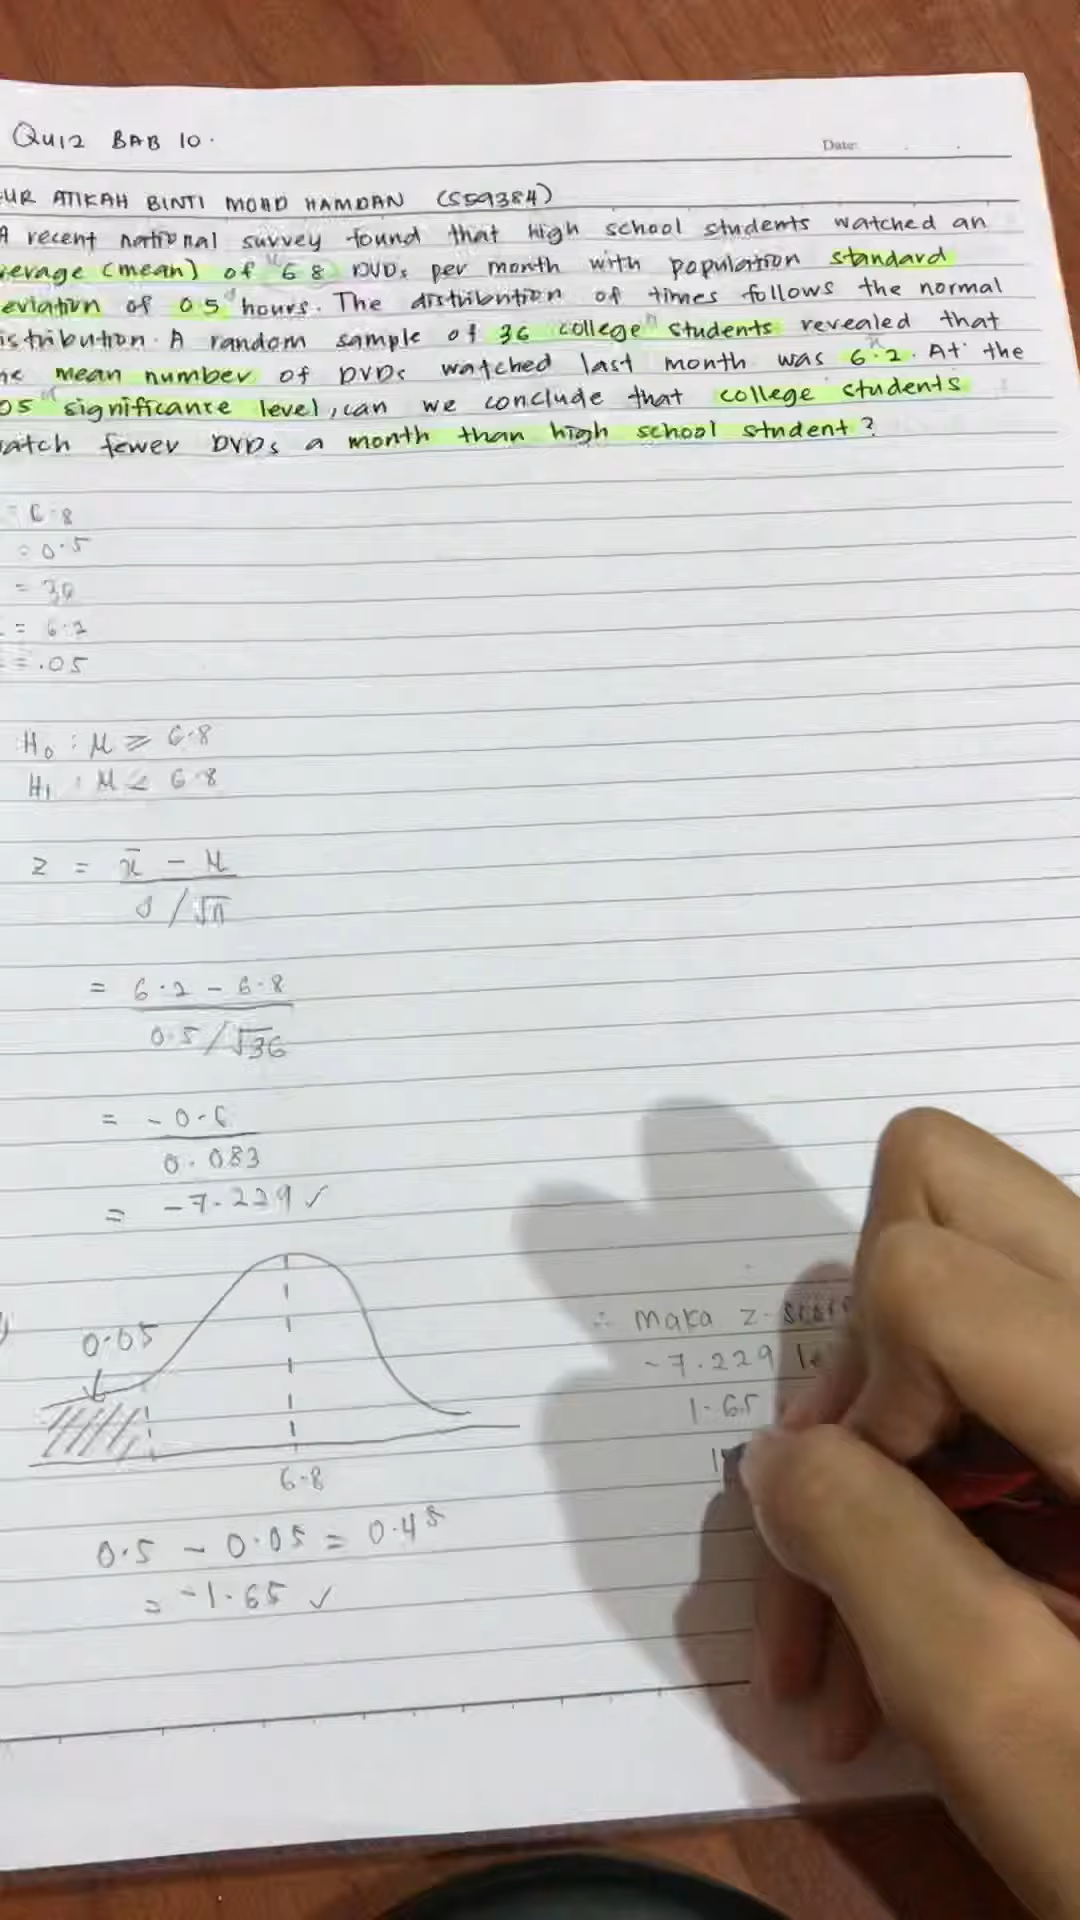 QUIZ BAB 10.
Date:
UR ATIKAH BINTI MOHD HAMDAN (S59384)
A recent national survey found that high school students watched an
verage (mean) of "6 8 DVDs per month with population standard
eviation of 0 5" hours. The distribution of times follows the normal
istribution. A random sample of 36 college" students revealed that
he mean number of DVDs watched last month was 6.2. At the
05 significance level, can we conclude that college students
atch fewer DVDs a month than high school student?
= 6.8
= 0.5
= 36
= 6.2
= .05
H₀ : μ ≥ 6.8
H₁ : μ < 6.8
z = x̄ - μ
σ / √n
= 6.2 - 6.8
0.5 / √36
= -0.6
0.083
= -7.229 ✓
0.05
6.8
0.5 - 0.05 = 0.45
= -1.65 ✓
∴ Maka z-
-7.229
1.65